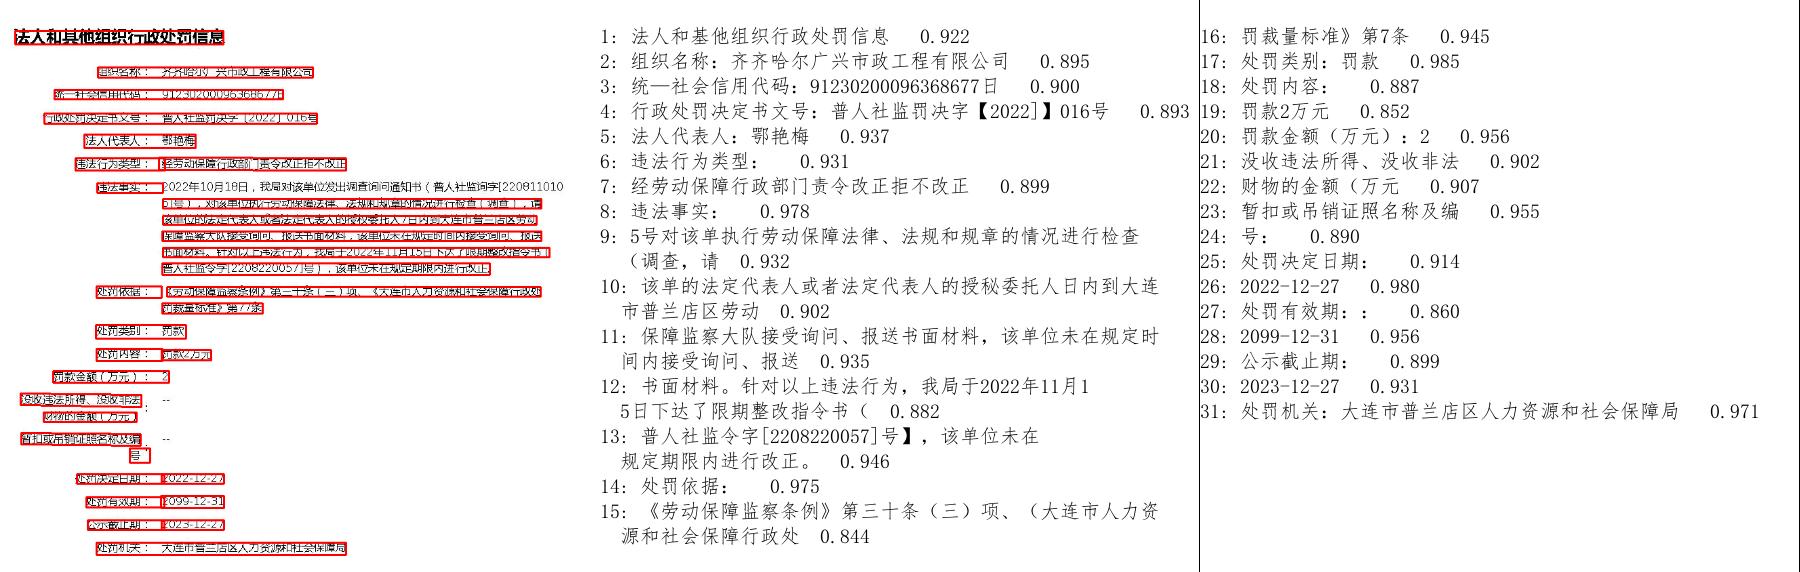 法人和其他组织行政处罚信息
组织名称： 齐齐哈尔广兴市政工程有限公司
统一社会信用代码： 91230200096368677B
行政处罚决定书文号： 普人社监罚决字〔2022〕016号
法人代表人： 鄂艳梅
违法行为类型： 经劳动保障行政部门责令改正拒不改正
违法事实： 2022年10月18日，我局对该单位发出调查询问通知书（普人社监询字[220811010
5]号），对该单位执行劳动保障法律、法规和规章的情况进行检查（调查），请
该单位的法定代表人或者法定代表人的授权委托人7日内到大连市普兰店区劳动
保障监察大队接受询问、报送书面材料，该单位未在规定时间内接受询问、报送
书面材料。针对以上违法行为，我局于2022年11月15日下达了限期整改指令书（
普人社监令字[2208220057]号），该单位未在规定期限内进行改正。
处罚依据： 《劳动保障监察条例》第三十条（三）项、《大连市人力资源和社会保障行政处
罚裁量标准》第77条
处罚类别： 罚款
处罚内容： 罚款2万元
罚款金额（万元）： 2
没收违法所得、没收非法
财物的金额（万元）： --
暂扣或吊销证照名称及编
号： --
处罚决定日期： 2022-12-27
处罚有效期： 2099-12-31
公示截止期： 2023-12-27
处罚机关： 大连市普兰店区人力资源和社会保障局
1: 法人和基他组织行政处罚信息 0.922
2: 组织名称：齐齐哈尔广兴市政工程有限公司 0.895
3: 统一社会信用代码：91230200096368677日 0.900
4: 行政处罚决定书文号：普人社监罚决字【2022]】016号 0.893
5: 法人代表人：鄂艳梅 0.937
6: 违法行为类型： 0.931
7: 经劳动保障行政部门责令改正拒不改正 0.899
8: 违法事实： 0.978
9: 5号对该单执行劳动保障法律、法规和规章的情况进行检查
（调查，请 0.932
10: 该单的法定代表人或者法定代表人的授秘委托人日内到大连
市普兰店区劳动 0.902
11: 保障监察大队接受询问、报送书面材料，该单位未在规定时
间内接受询问、报送 0.935
12: 书面材料。针对以上违法行为，我局于2022年11月1
5日下达了限期整改指令书（ 0.882
13: 普人社监令字[2208220057]号】，该单位未在
规定期限内进行改正。 0.946
14: 处罚依据： 0.975
15: 《劳动保障监察条例》第三十条（三）项、（大连市人力资
源和社会保障行政处 0.844
16: 罚裁量标准》第7条 0.945
17: 处罚类别：罚款 0.985
18: 处罚内容： 0.887
19: 罚款2万元 0.852
20: 罚款金额（万元）：2 0.956
21: 没收违法所得、没收非法 0.902
22: 财物的金额（万元 0.907
23: 暂扣或吊销证照名称及编 0.955
24: 号： 0.890
25: 处罚决定日期： 0.914
26: 2022-12-27 0.980
27: 处罚有效期：： 0.860
28: 2099-12-31 0.956
29: 公示截止期： 0.899
30: 2023-12-27 0.931
31: 处罚机关：大连市普兰店区人力资源和社会保障局 0.971